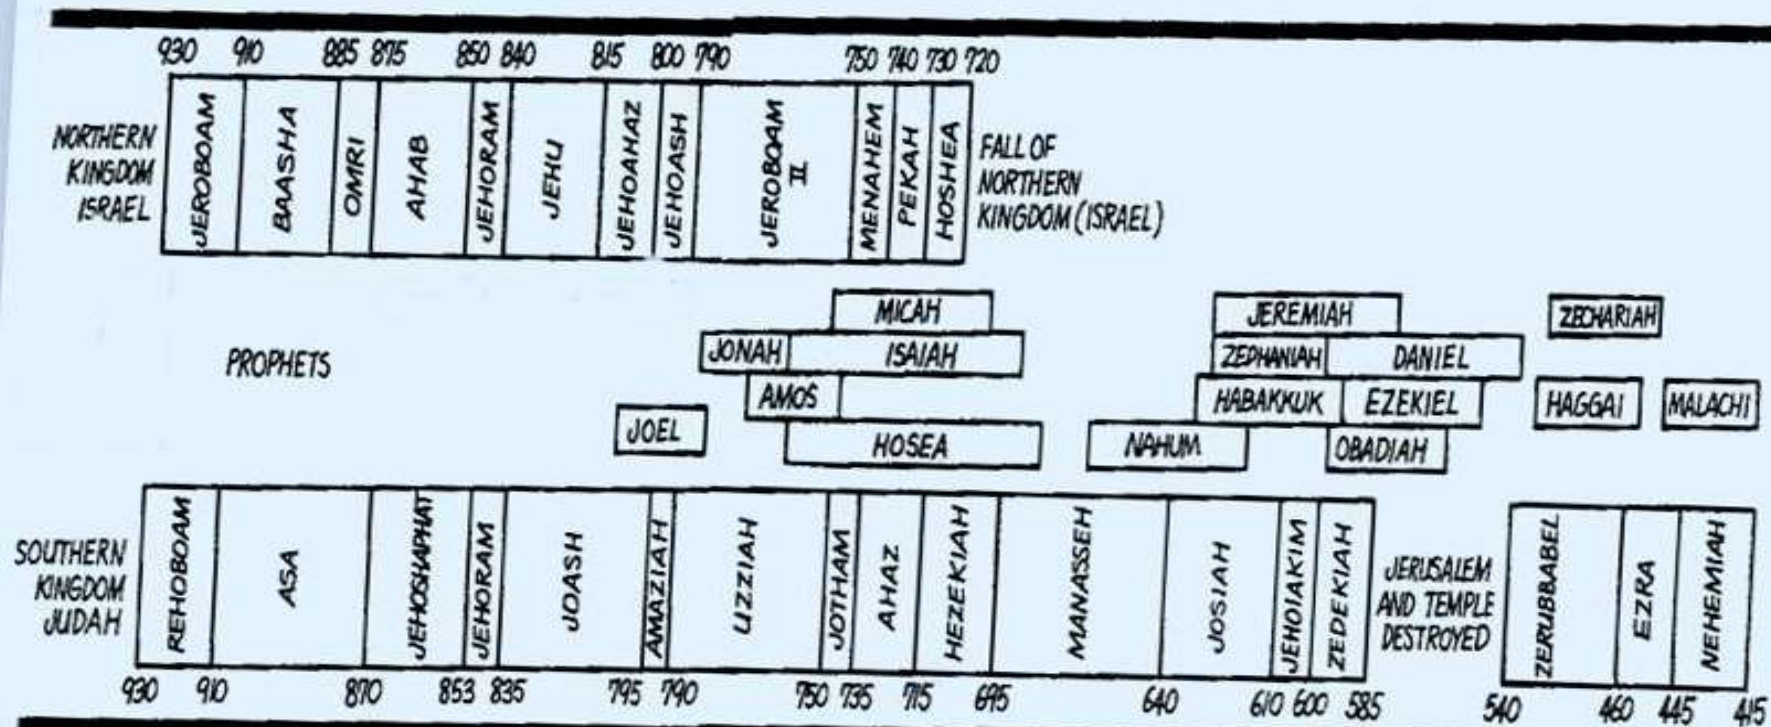 930 910 885 875 850 840 815 800 790 750 740 730 720
NORTHERN
KINGDOM
ISRAEL
JEROBOAM
BAASHA
OMRI
AHAB
JEHORAM
JEHU
JEHOAHAZ
JEHOASH
JEROBOAM
II
MENAHEM
PEKAH
HOSHEA
FALL OF
NORTHERN
KINGDOM (ISRAEL)
PROPHETS
MICAH
JEREMIAH
ZECHARIAH
JONAH
ISAIAH
ZEPHANIAH
DANIEL
AMOS
HABAKKUK
EZEKIEL
HAGGAI
MALACHI
JOEL
HOSEA
NAHUM
OBADIAH
SOUTHERN
KINGDOM
JUDAH
REHOBOAM
ASA
JEHOSHAPHAT
JEHORAM
JOASH
AMAZIAH
UZZIAH
JOTHAM
AHAZ
HEZEKIAH
MANASSEH
JOSIAH
JEHOIAKIM
ZEDEKIAH
JERUSALEM
AND TEMPLE
DESTROYED
ZERUBBABEL
EZRA
NEHEMIAH
930 910 870 853 835 795 790 750 735 715 695 640 610 600 585 540 460 445 415